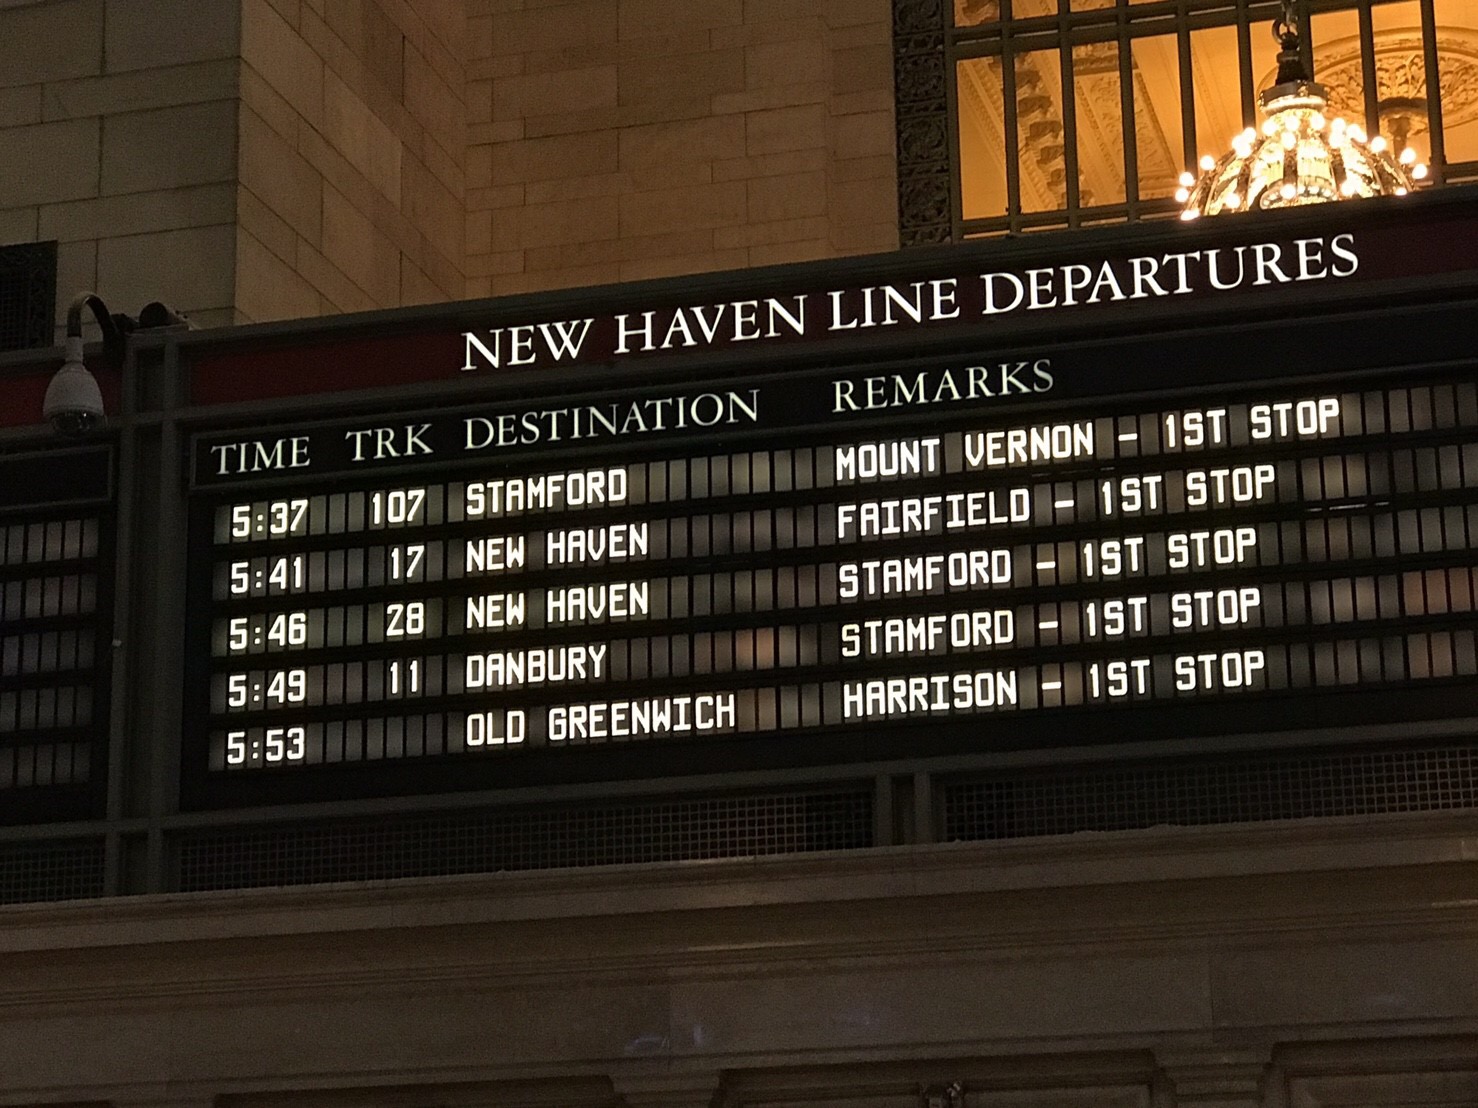 NEW HAVEN LINE DEPARTURES
TIME TRK DESTINATION REMARKS
5:37 107 STAMFORD MOUNT VERNON - 1ST STOP
5:41 17 NEW HAVEN FAIRFIELD - 1ST STOP
5:46 28 NEW HAVEN STAMFORD - 1ST STOP
5:49 11 DANBURY STAMFORD - 1ST STOP
5:53 OLD GREENWICH HARRISON - 1ST STOP